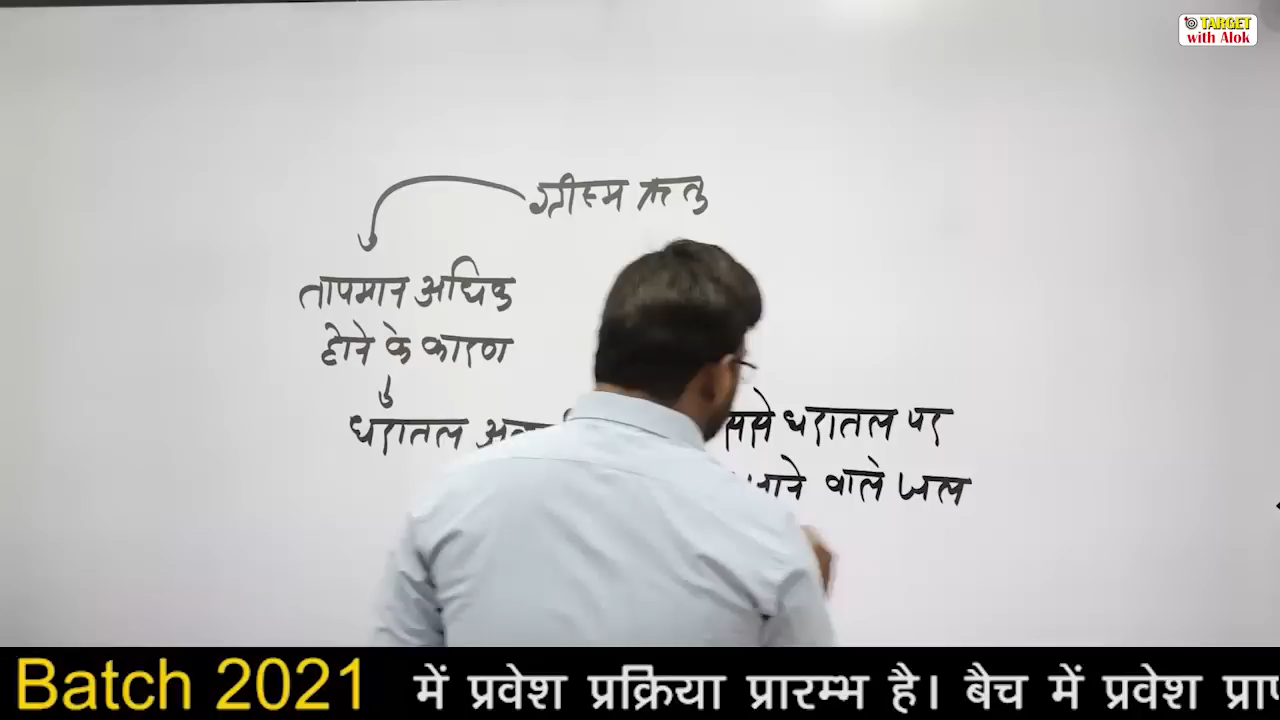 TARGET
with Alok
ग्रीस्म ऋतु
तापमान अधिक
होने के कारण
धरातल
ससे धरातल पर
वाले जल
Batch 2021 में प्रवेश प्रक्रिया प्रारम्भ है। बैच में प्रवेश प्राप